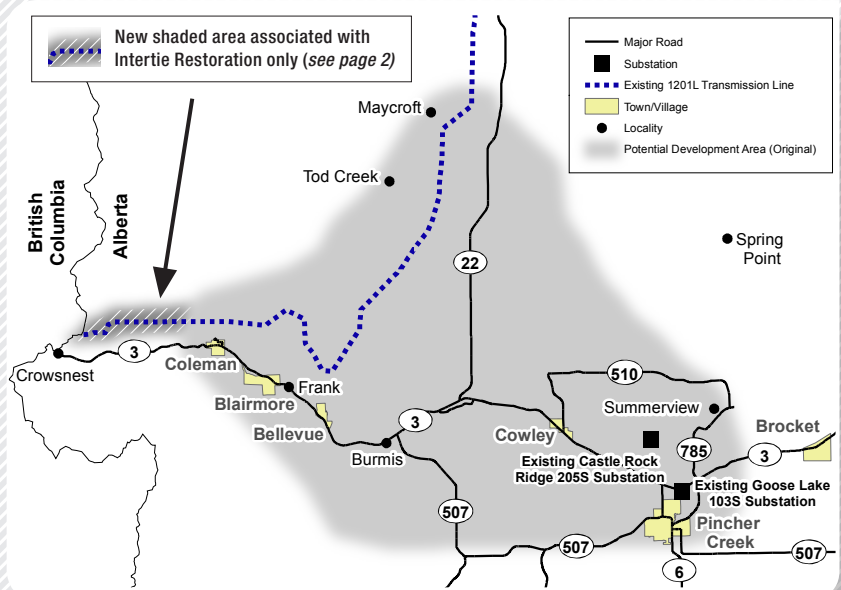 New shaded area associated with
Intertie Restoration only (see page 2)
Major Road
Substation
Existing 1201L Transmission Line
Town/Village
Locality
Potential Development Area (Original)
Maycroft
Tod Creek
British
Columbia
Alberta
22
Spring
Point
3
Crowsnest
Coleman
Frank
Blairmore
Bellevue
Burmis
3
510
Summerview
Cowley
785
Brocket
3
Existing Castle Rock
Ridge 205S Substation
Existing Goose Lake
103S Substation
Pincher
Creek
507
507
507
6